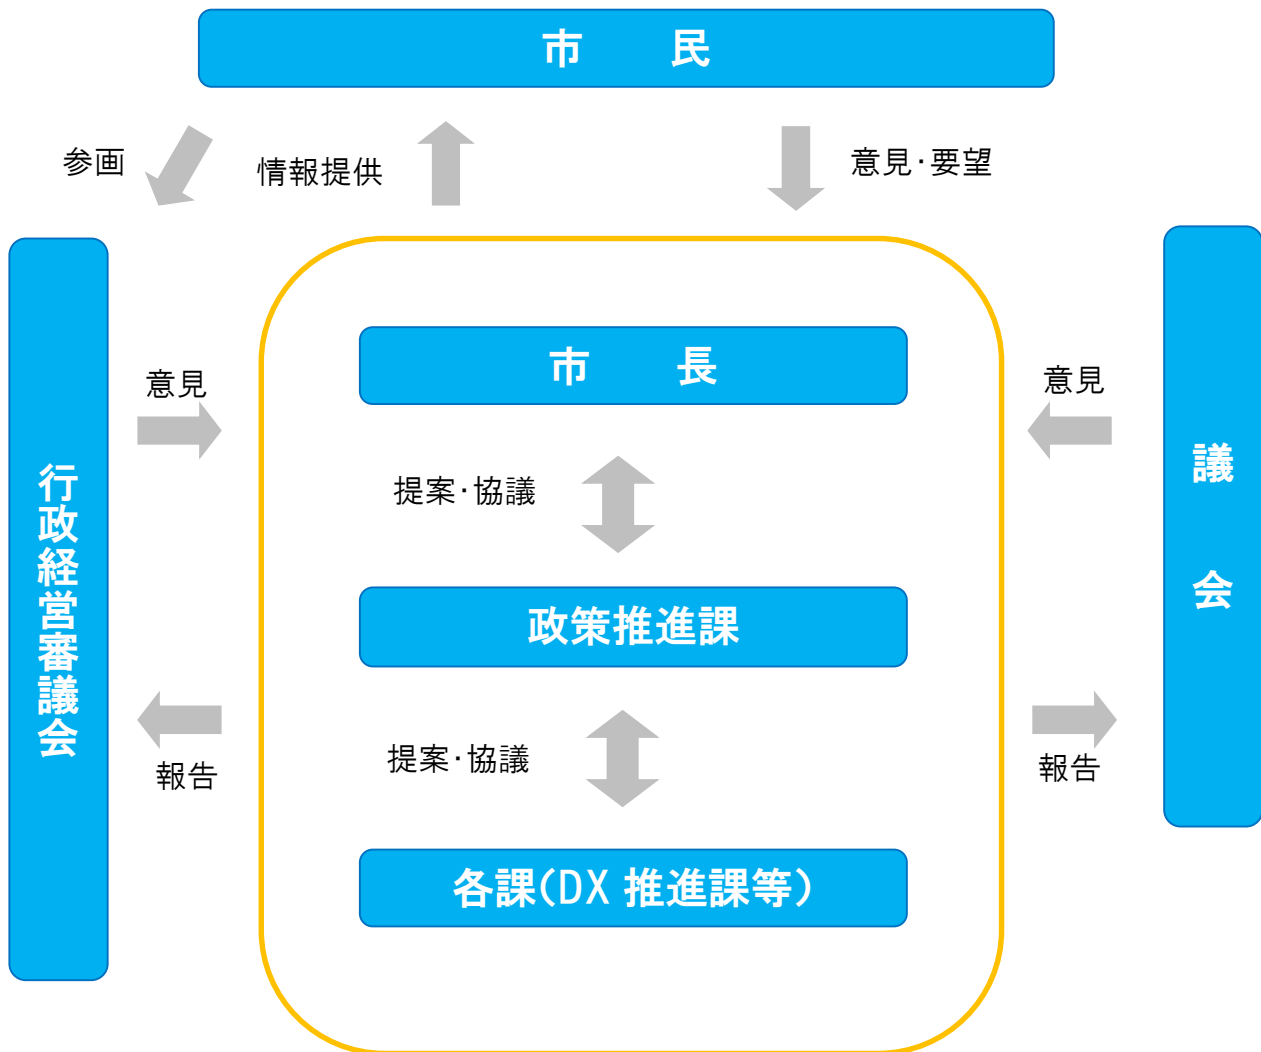 市　　民
参画
情報提供
意見・要望
市　　長
意見
意見
提案・協議
行政経営審議会
議　　会
政策推進課
提案・協議
報告
報告
各課(DX 推進課等)